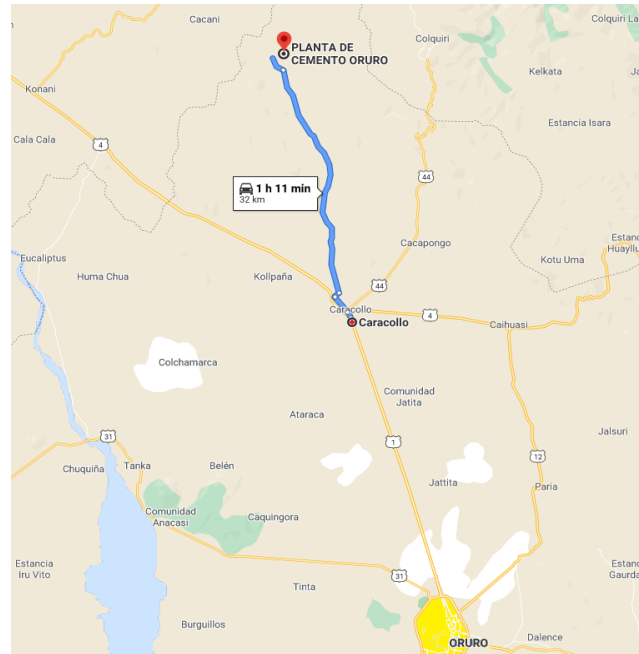 Cacani
Colquiri
Colquiri La
PLANTA DE
CEMENTO ORURO
Kelkata
Konani
Estancia Isara
Cala Cala
4
44
1 h 11 min
32 km
Estanc
Huayllu
Cacapongo
Eucaliptus
Kotu Uma
Huma Chua
Kollpaña
44
Caracollo
4
Caracollo
Caihuasi
Colchamarca
Comunidad
Jatita
Ataraca
Jalsuri
31
1
12
Chuquiña
Tanka
Belén
Jattita
Paria
Comunidad
Anacasi
Caquingora
Estancia
Iru Vito
31
Estanc
Gaurda
Tinta
Burguillos
ORURO
Dalence